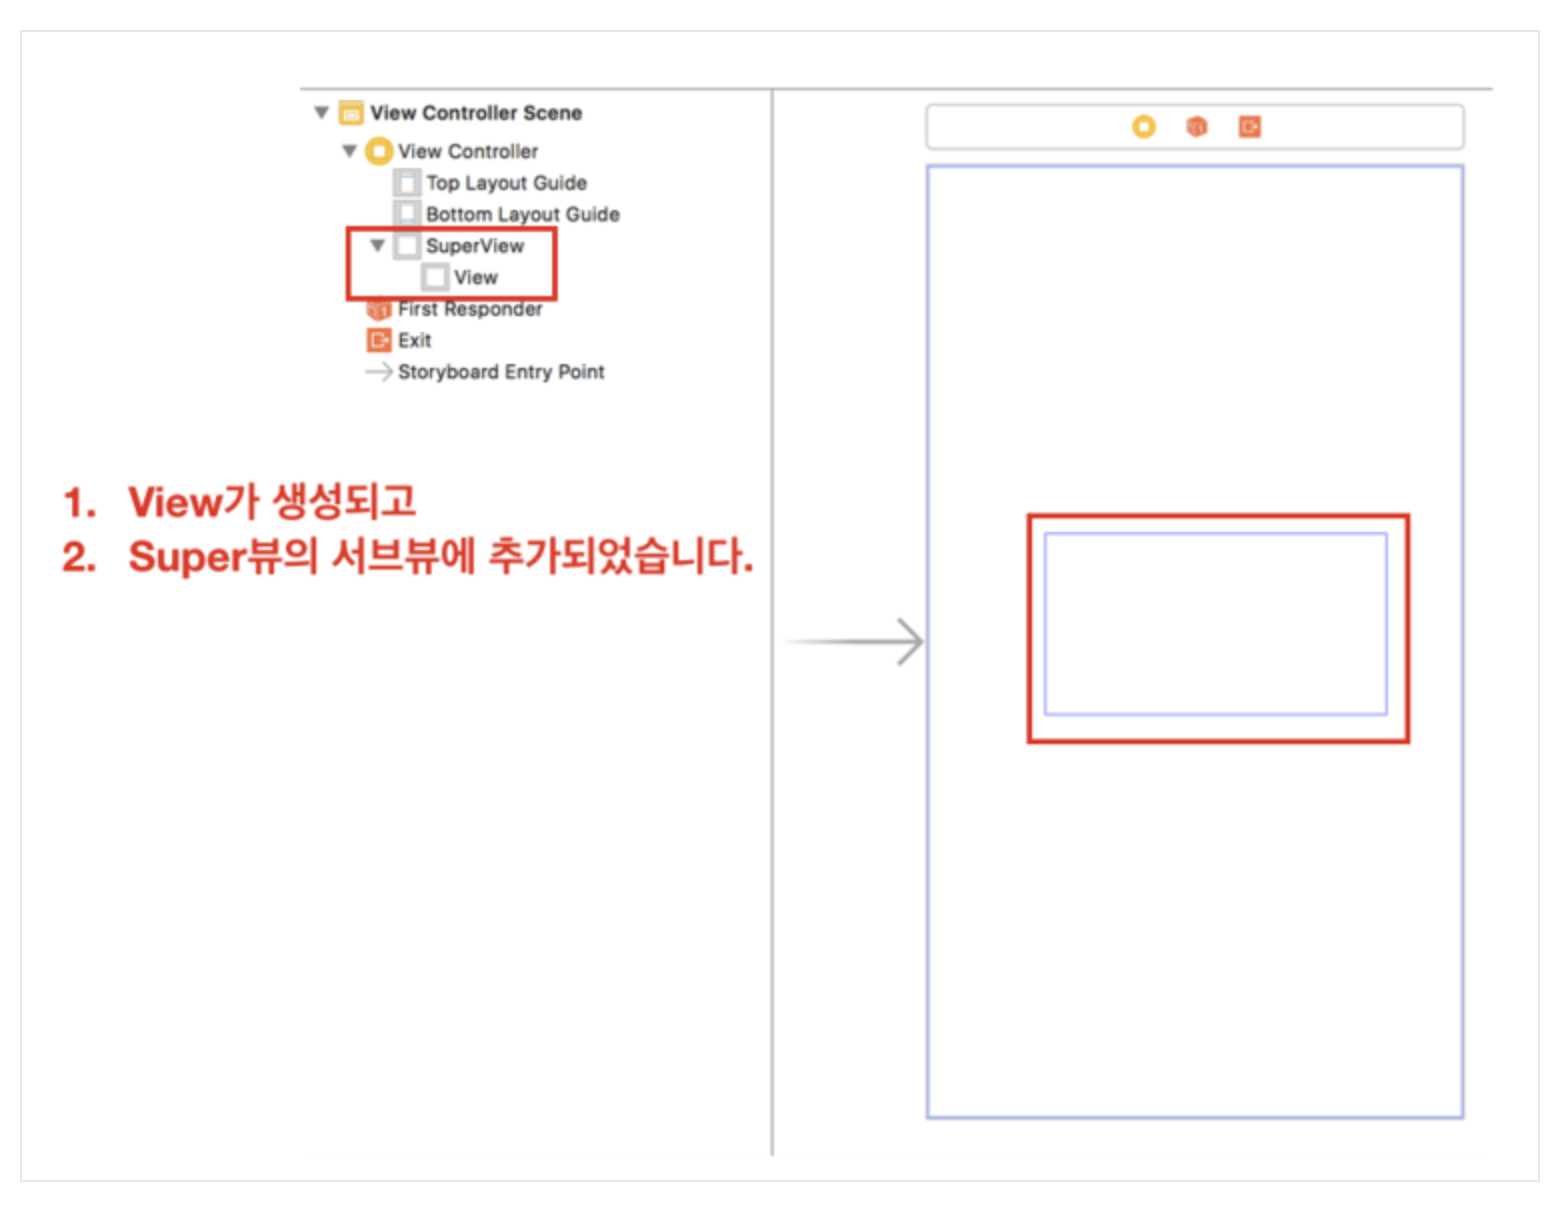 View Controller Scene
View Controller
Top Layout Guide
Bottom Layout Guide
SuperView
View
First Responder
Exit
Storyboard Entry Point
1. View가 생성되고
2. Super뷰의 서브뷰에 추가되었습니다.